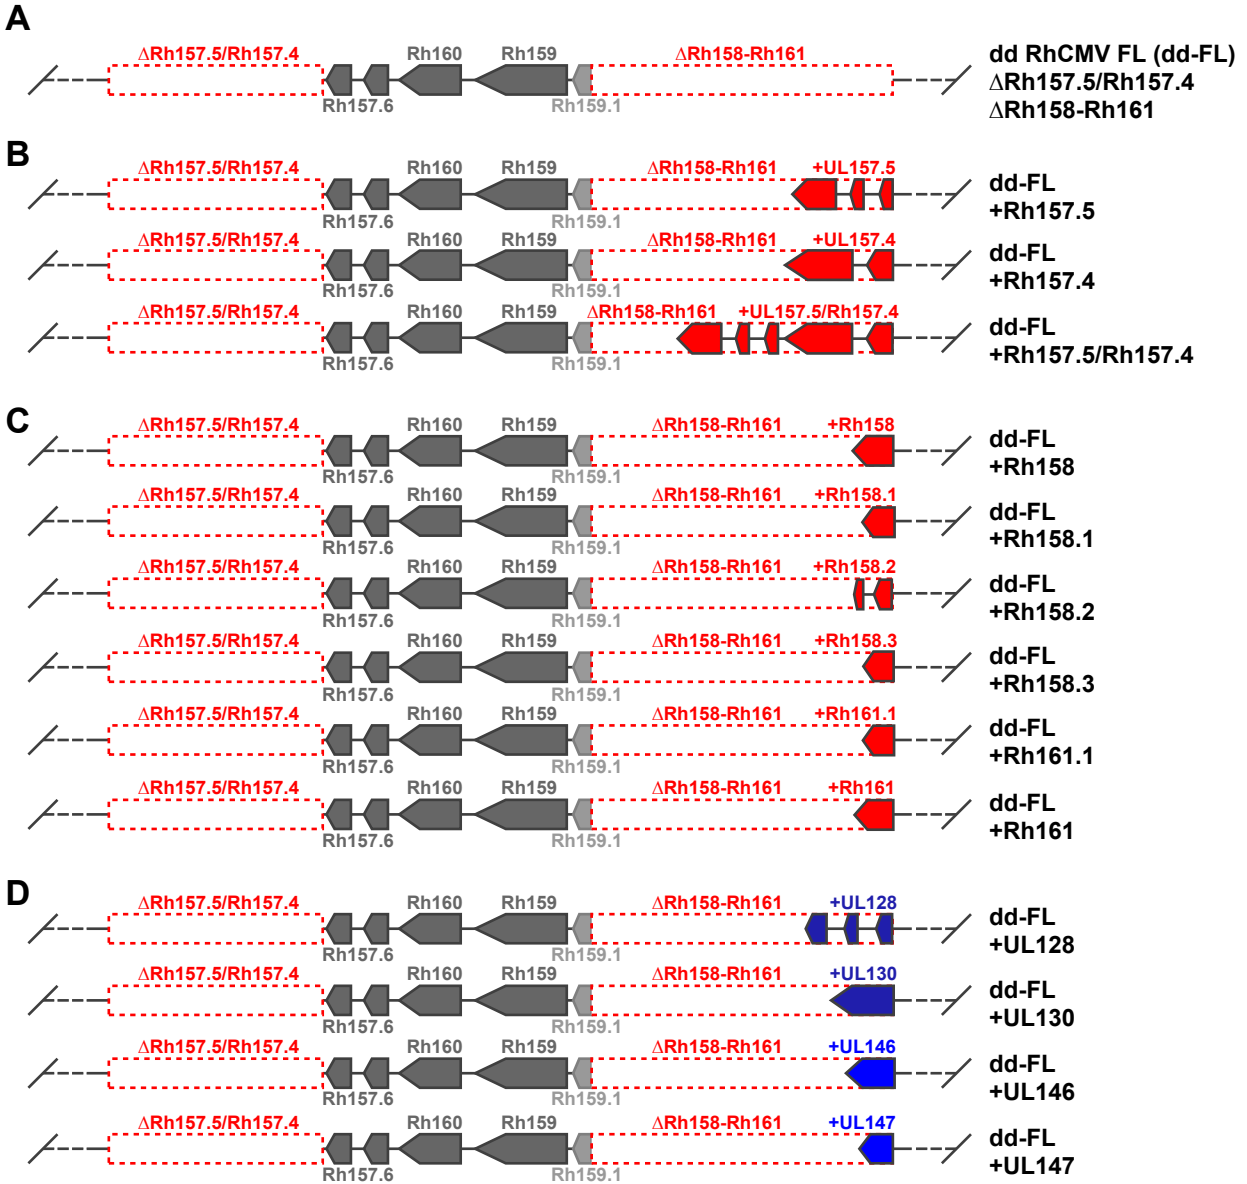 A
ΔRh157.5/Rh157.4 Rh160 Rh159 ΔRh158-Rh161
Rh157.6 Rh159.1
dd RhCMV FL (dd-FL)
ΔRh157.5/Rh157.4
ΔRh158-Rh161
B
ΔRh157.5/Rh157.4 Rh160 Rh159 ΔRh158-Rh161 +UL157.5
Rh157.6 Rh159.1
dd-FL
+Rh157.5
ΔRh157.5/Rh157.4 Rh160 Rh159 ΔRh158-Rh161 +UL157.4
Rh157.6 Rh159.1
dd-FL
+Rh157.4
ΔRh157.5/Rh157.4 Rh160 Rh159 ΔRh158-Rh161 +UL157.5/Rh157.4
Rh157.6 Rh159.1
dd-FL
+Rh157.5/Rh157.4
C
ΔRh157.5/Rh157.4 Rh160 Rh159 ΔRh158-Rh161 +Rh158
Rh157.6 Rh159.1
dd-FL
+Rh158
ΔRh157.5/Rh157.4 Rh160 Rh159 ΔRh158-Rh161 +Rh158.1
Rh157.6 Rh159.1
dd-FL
+Rh158.1
ΔRh157.5/Rh157.4 Rh160 Rh159 ΔRh158-Rh161 +Rh158.2
Rh157.6 Rh159.1
dd-FL
+Rh158.2
ΔRh157.5/Rh157.4 Rh160 Rh159 ΔRh158-Rh161 +Rh158.3
Rh157.6 Rh159.1
dd-FL
+Rh158.3
ΔRh157.5/Rh157.4 Rh160 Rh159 ΔRh158-Rh161 +Rh161.1
Rh157.6 Rh159.1
dd-FL
+Rh161.1
ΔRh157.5/Rh157.4 Rh160 Rh159 ΔRh158-Rh161 +Rh161
Rh157.6 Rh159.1
dd-FL
+Rh161
D
ΔRh157.5/Rh157.4 Rh160 Rh159 ΔRh158-Rh161 +UL128
Rh157.6 Rh159.1
dd-FL
+UL128
ΔRh157.5/Rh157.4 Rh160 Rh159 ΔRh158-Rh161 +UL130
Rh157.6 Rh159.1
dd-FL
+UL130
ΔRh157.5/Rh157.4 Rh160 Rh159 ΔRh158-Rh161 +UL146
Rh157.6 Rh159.1
dd-FL
+UL146
ΔRh157.5/Rh157.4 Rh160 Rh159 ΔRh158-Rh161 +UL147
Rh157.6 Rh159.1
dd-FL
+UL147